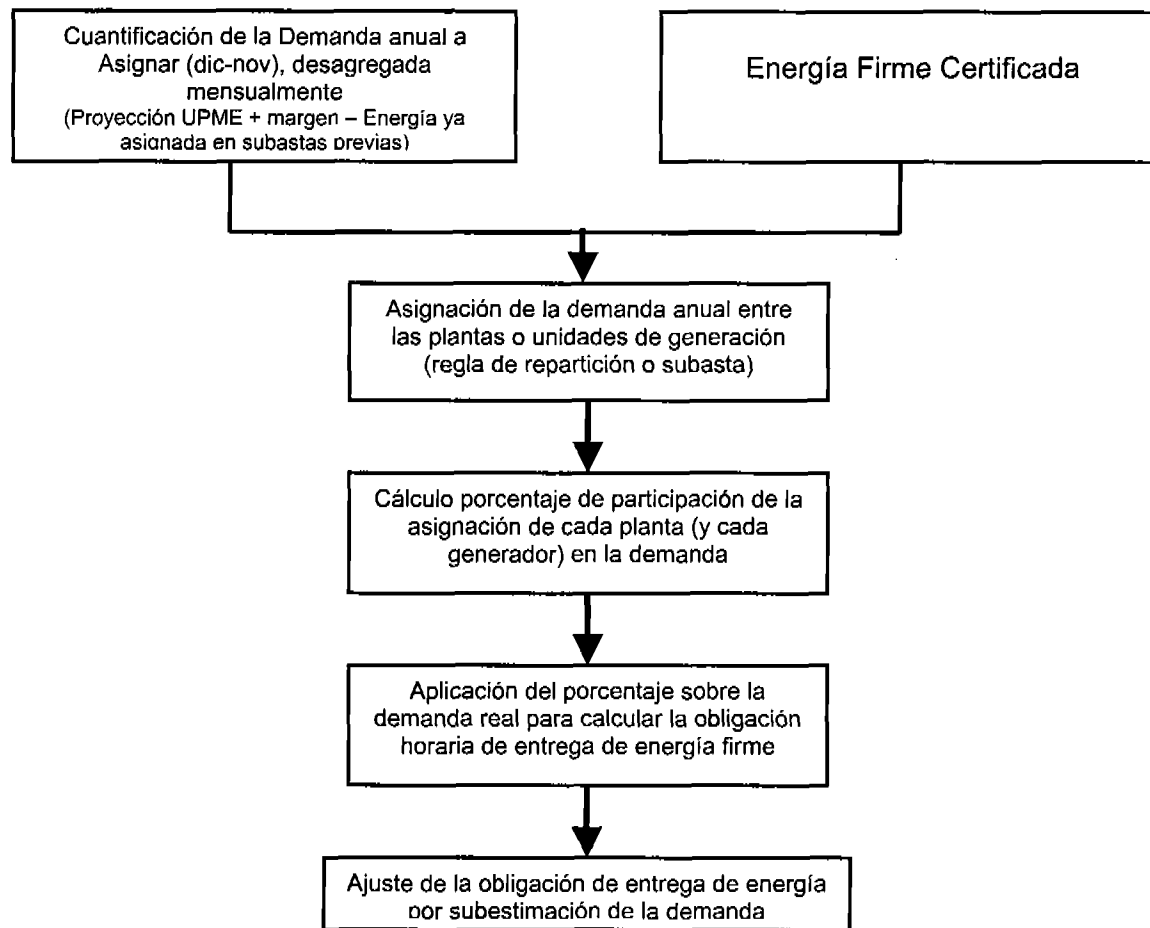 Cuantificación de la Demanda anual a
Asignar (dic-nov), desagregada
mensualmente
(Proyección UPME + margen – Energía ya
asignada en subastas previas)
Energía Firme Certificada
Asignación de la demanda anual entre
las plantas o unidades de generación
(regla de repartición o subasta)
Cálculo porcentaje de participación de la
asignación de cada planta (y cada
generador) en la demanda
Aplicación del porcentaje sobre la
demanda real para calcular la obligación
horaria de entrega de energía firme
Ajuste de la obligación de entrega de energía
por subestimación de la demanda